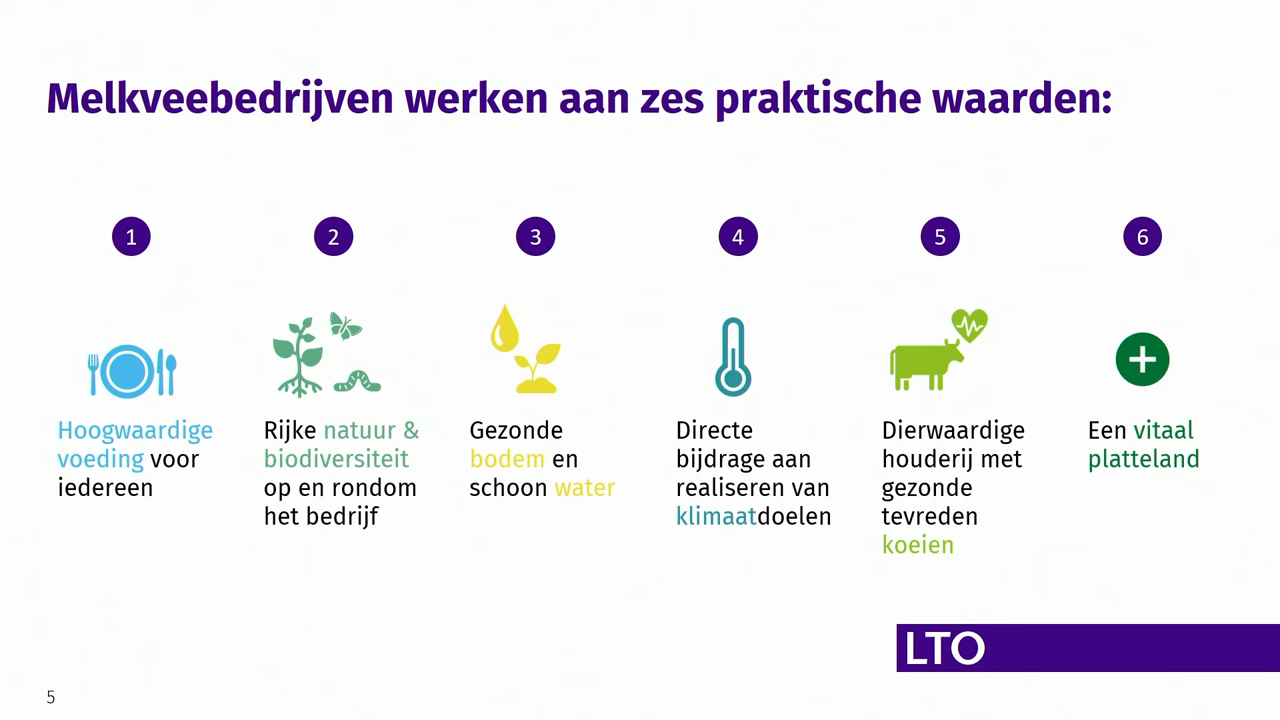 Melkveebedrijven werken aan zes praktische waarden:
1
Hoogwaardige
voeding voor
iedereen
2
Rijke natuur &
biodiversiteit
op en rondom
het bedrijf
3
Gezonde
bodem en
schoon water
4
Directe
bijdrage aan
realiseren van
klimaatdoelen
5
Dierwaardige
houderij met
gezonde
tevreden
koeien
6
Een vitaal
platteland
LTO
5